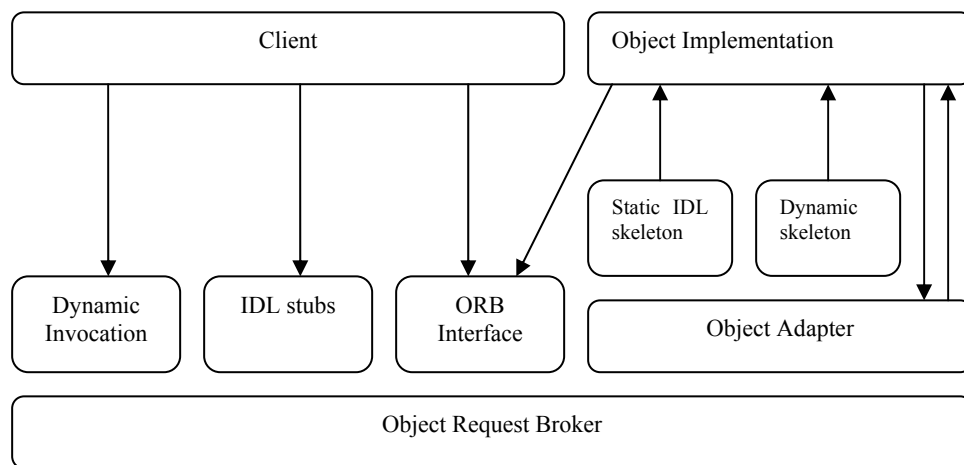 Client
Object Implementation
Static IDL
skeleton
Dynamic
skeleton
Dynamic
Invocation
IDL stubs
ORB
Interface
Object Adapter
Object Request Broker